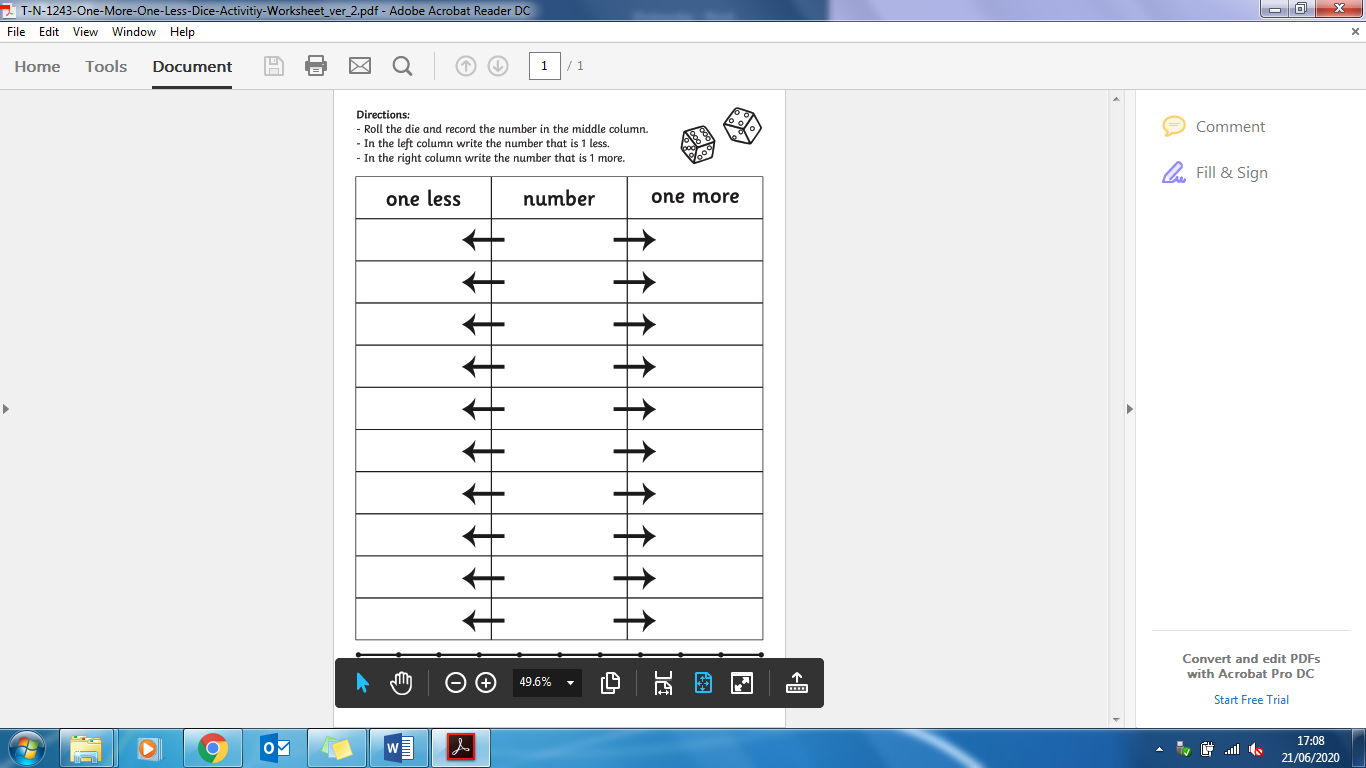 T-N-1243-One-More-One-Less-Dice-Activitiy-Worksheet_ver_2.pdf - Adobe Acrobat Reader DC
File Edit View Window Help
Home Tools Document 1 / 1
Directions:
- Roll the die and record the number in the middle column.
- In the left column write the number that is 1 less.
- In the right column write the number that is 1 more.
one less number one more
49.6%
Comment
Fill & Sign
Convert and edit PDFs
with Acrobat Pro DC
Start Free Trial
17:08
21/06/2020